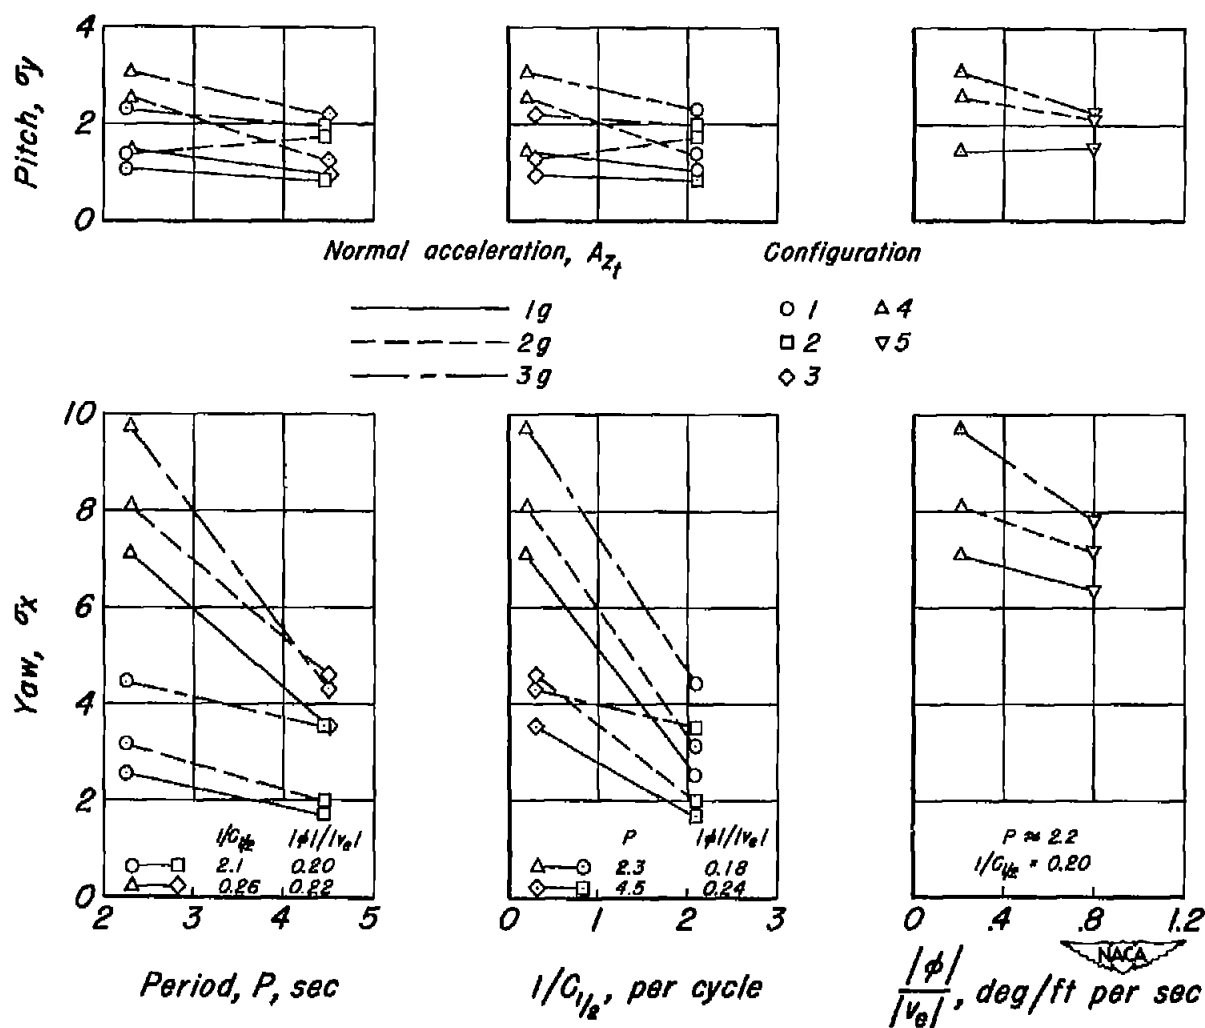 Pitch, σy
4
2
0
2 3 4 5
0 1 2 3
0 .4 .8 1.2
Normal acceleration, AZt
1g
2g
3g
Configuration
1 4
2 5
3
Yaw, σx
10
8
6
4
2
0
1/C1/2 |ϕ|/|ve|
2.1 0.20
0.26 0.22
P |ϕ|/|ve|
2.3 0.18
4.5 0.24
P ≈ 2.2
1/C1/2 = 0.20
Period, P, sec
1/C1/2, per cycle
|ϕ|/|ve|, deg/ft per sec
NACA